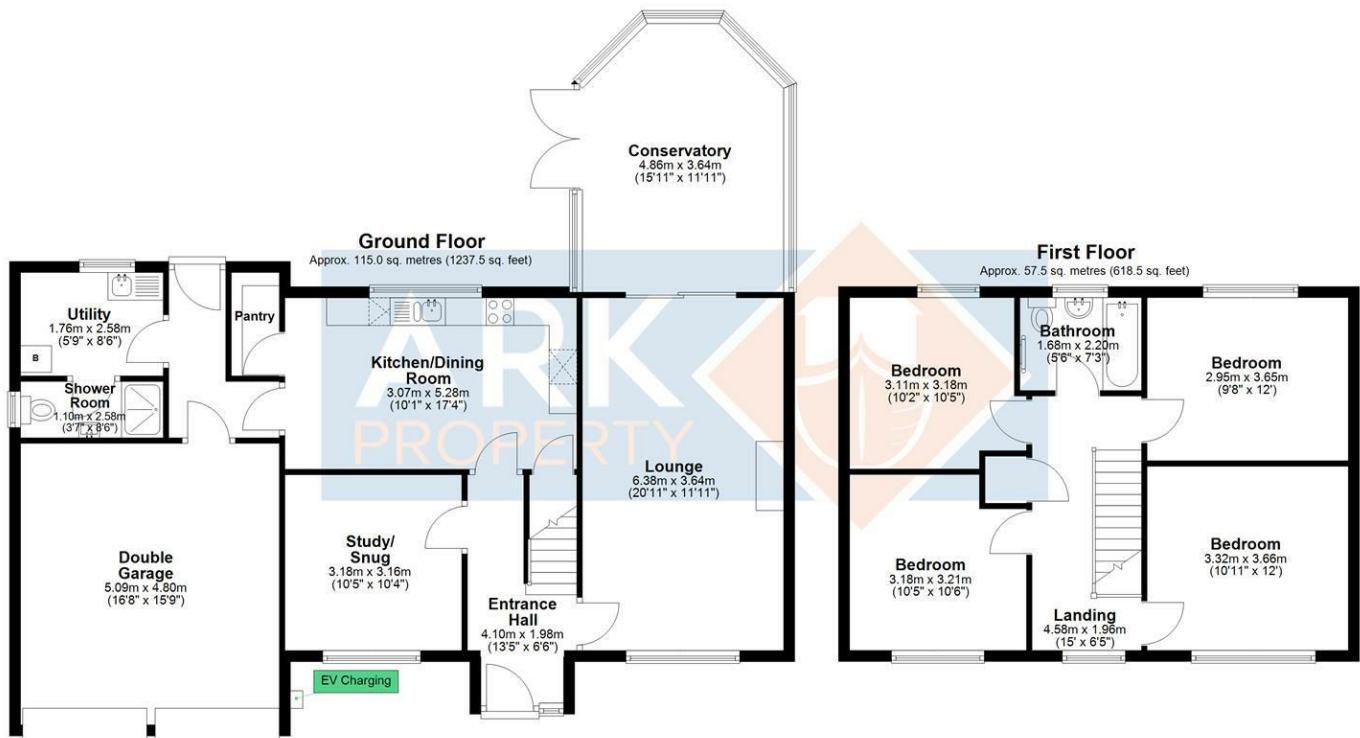 Ground Floor
Approx. 115.0 sq. metres (1237.5 sq. feet)
Conservatory
4.86m x 3.64m
(15'11" x 11'11")
Utility
1.76m x 2.58m
(5'9" x 8'6")
B
Pantry
Shower
Room
1.10m x 2.58m
(3'7" x 8'6")
Kitchen/Dining
Room
3.07m x 5.28m
(10'1" x 17'4")
Lounge
6.38m x 3.64m
(20'11" x 11'11")
Double
Garage
5.09m x 4.80m
(16'8" x 15'9")
Study/
Snug
3.18m x 3.16m
(10'5" x 10'4")
Entrance
Hall
4.10m x 1.98m
(13'5" x 6'6")
EV Charging
First Floor
Approx. 57.5 sq. metres (618.5 sq. feet)
Bedroom
3.11m x 3.18m
(10'2" x 10'5")
Bathroom
1.68m x 2.20m
(5'6" x 7'3")
Bedroom
2.95m x 3.65m
(9'8" x 12')
Bedroom
3.18m x 3.21m
(10'5" x 10'6")
Landing
4.58m x 1.96m
(15' x 6'5")
Bedroom
3.32m x 3.66m
(10'11" x 12')
ARK
PROPERTY